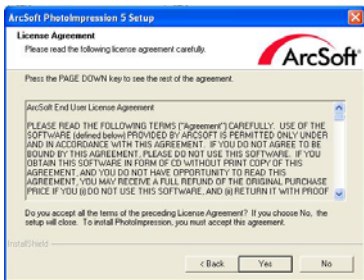 ArcSoft PhotoImpression 5 Setup
License Agreement
Please read the following license agreement carefully.
ArcSoft
Press the PAGE DOWN key to see the rest of the agreement.
ArcSoft End User License Agreement
PLEASE READ THE FOLLOWING TERMS ("Agreement") CAREFULLY. USE OF THE
SOFTWARE (defined below) PROVIDED BY ARCSOFT IS PERMITTED ONLY UNDER
AND IN ACCORDANCE WITH THIS AGREEMENT. IF YOU DO NOT AGREE TO BE
BOUND BY THIS AGREEMENT, PLEASE DO NOT USE THIS SOFTWARE. IF YOU
OBTAIN THIS SOFTWARE IN FORM OF CD WITHOUT PRINT COPY OF THIS
AGREEMENT, AND YOU DO NOT HAVE OPPORTUNITY TO READ THIS
AGREEMENT, YOU MAY RECEIVE A FULL REFUND OF THE ORIGINAL PURCHASE
PRICE IF YOU (i) DO NOT USE THIS SOFTWARE, AND (ii) RETURN IT WITH PROOF
Do you accept all the terms of the preceding License Agreement? If you choose No, the
setup will close. To install PhotoImpression, you must accept this agreement.
InstallShield
< Back
Yes
No